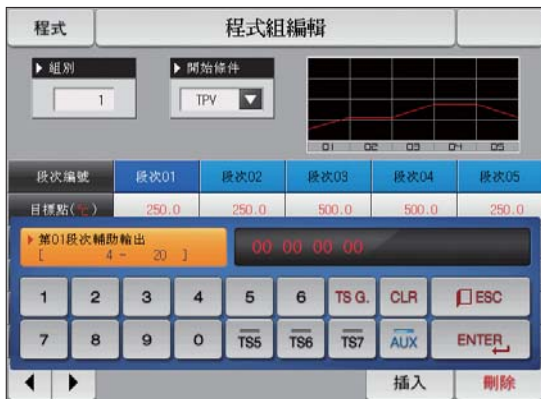 程式
程式組編輯
▶ 組別
▶ 開始條件
1
TPV
01 02 03 04 05
段次編號 段次01 段次02 段次03 段次04 段次05
目標點(℃) 250.0 250.0 500.0 500.0 250.0
▶ 第01段次輔助輸出
[ 4 - 20 ]
00 00 00 00
1 2 3 4 5 6 TS G. CLR ESC
7 8 9 0 TS5 TS6 TS7 AUX ENTER
插入 刪除